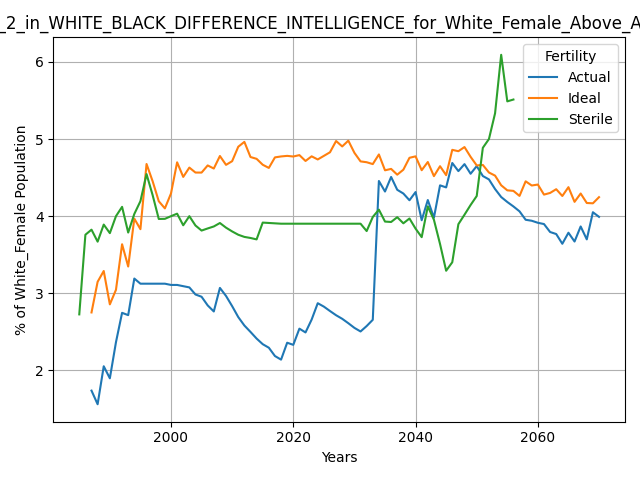 _2_in_WHITE_BLACK_DIFFERENCE_INTELLIGENCE_for_White_Female_Above_A
Fertility
Actual
Ideal
Sterile
% of White_Female Population
6
5
4
3
2
2000
2020
2040
2060
Years